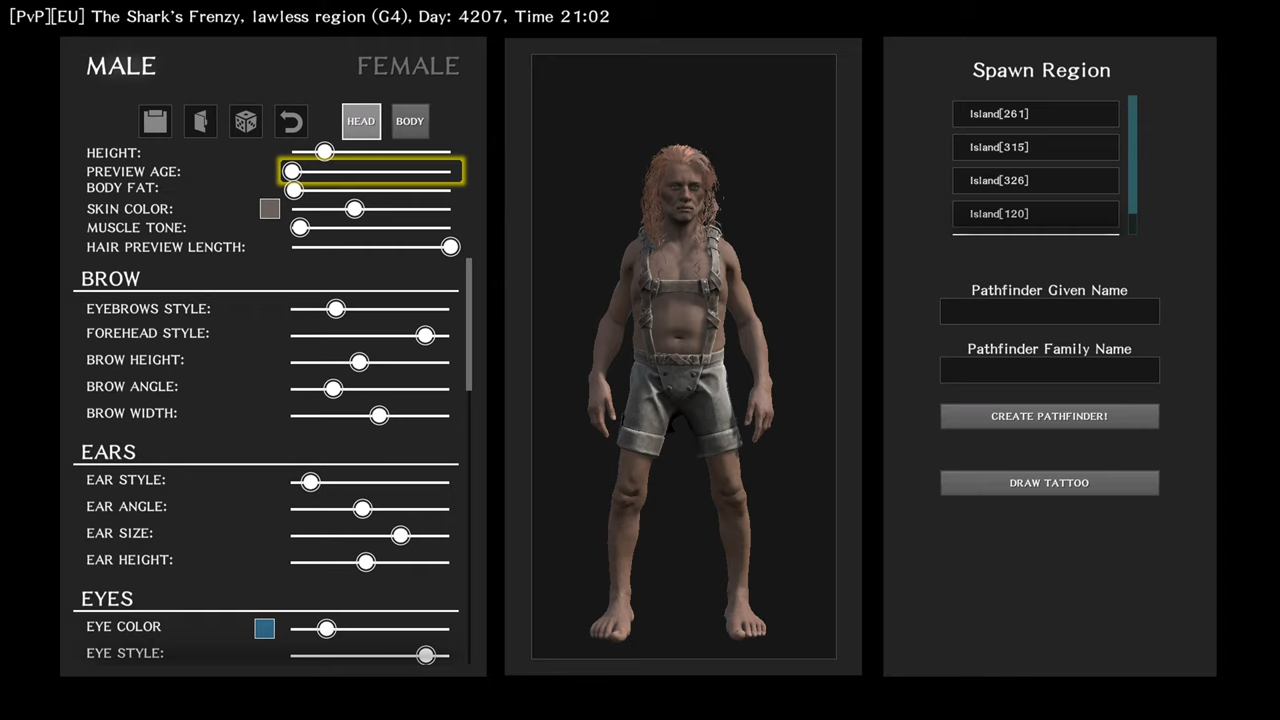 [PvP][EU] The Shark's Frenzy, lawless region (G4), Day: 4207, Time 21:02
MALE
FEMALE
HEAD
BODY
HEIGHT:
PREVIEW AGE:
BODY FAT:
SKIN COLOR:
MUSCLE TONE:
HAIR PREVIEW LENGTH:
BROW
EYEBROWS STYLE:
FOREHEAD STYLE:
BROW HEIGHT:
BROW ANGLE:
BROW WIDTH:
EARS
EAR STYLE:
EAR ANGLE:
EAR SIZE:
EAR HEIGHT:
EYES
EYE COLOR
EYE STYLE:
Spawn Region
Island[261]
Island[315]
Island[326]
Island[120]
Pathfinder Given Name
Pathfinder Family Name
CREATE PATHFINDER!
DRAW TATTOO